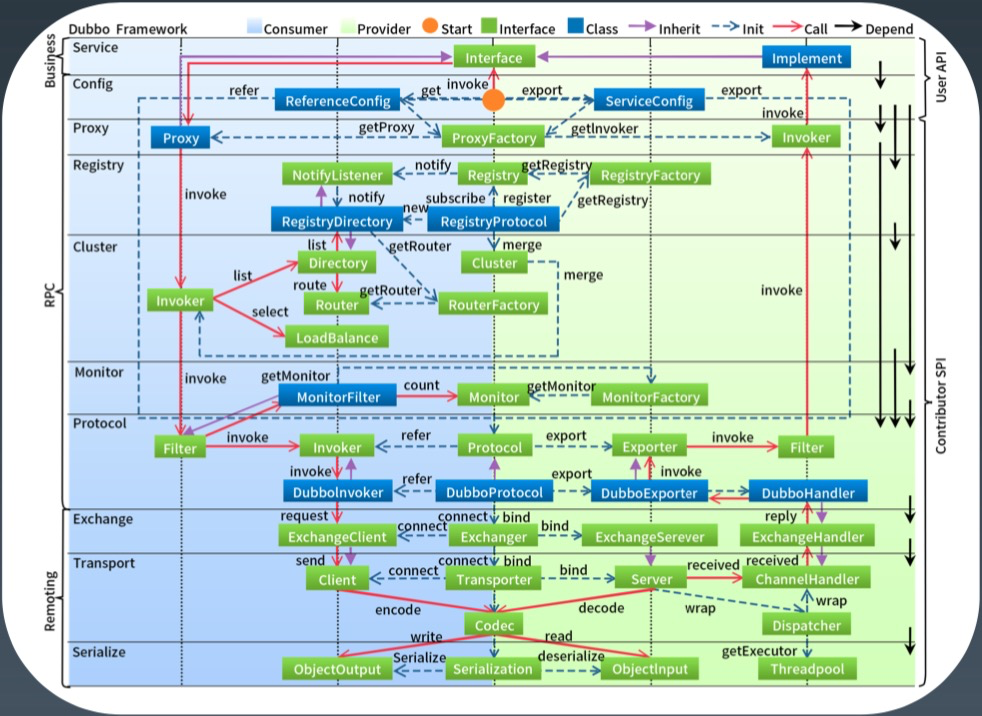 Dubbo Framework Consumer Provider Start Interface Class Inherit Init Call Depend
Business
Service
Interface
Implement
Config
invoke
refer
ReferenceConfig
get
export
ServiceConfig
export
invoke
User API
Proxy
Proxy
getProxy
ProxyFactory
getInvoker
Invoker
RPC
Registry
NotifyListener
notify
Registry
getRegistry
RegistryFactory
invoke
notify
subscribe
register
getRegistry
RegistryDirectory
new
RegistryProtocol
Cluster
list
getRouter
merge
Directory
Cluster
list
merge
route
getRouter
invoke
Invoker
Router
RouterFactory
select
LoadBalance
Monitor
invoke
getMonitor
count
getMonitor
MonitorFilter
Monitor
MonitorFactory
Contributor SPI
Protocol
Filter
invoke
Invoker
refer
Protocol
export
Exporter
invoke
Filter
invoke
refer
export
invoke
DubboInvoker
DubboProtocol
DubboExporter
DubboHandler
Remoting
Exchange
request
connect
bind
reply
ExchangeClient
connect
Exchanger
bind
ExchangeSerever
ExchangeHandler
Transport
send
connect
bind
received
received
Client
connect
Transporter
bind
Server
ChannelHandler
encode
decode
wrap
wrap
Codec
Dispatcher
write
read
Serialize
getExecutor
ObjectOutput
Serialize
Serialization
deserialize
ObjectInput
Threadpool